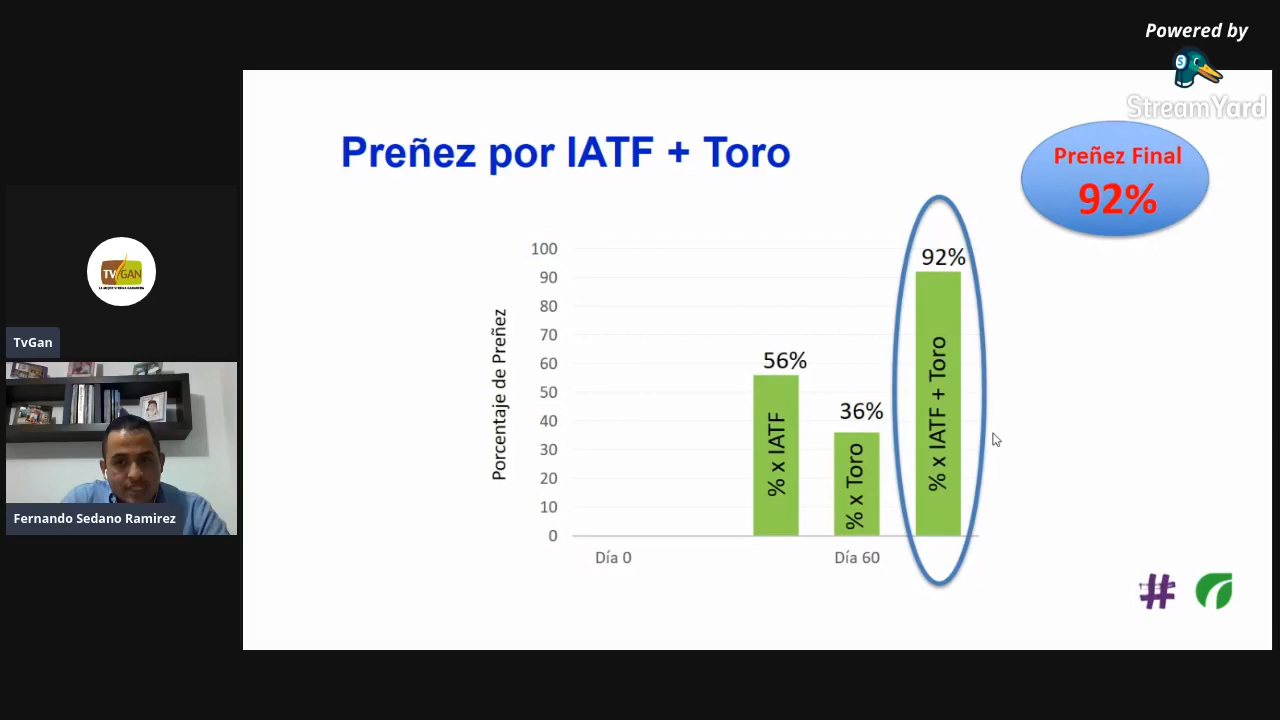 Powered by
StreamYard
Preñez por IATF + Toro
Preñez Final
92%
TV GAN
TvGan
Fernando Sedano Ramirez
Porcentaje de Preñez
100
90
80
70
60
50
40
30
20
10
0
56%
36%
92%
% x IATF
% x Toro
% x IATF + Toro
Día 0
Día 60